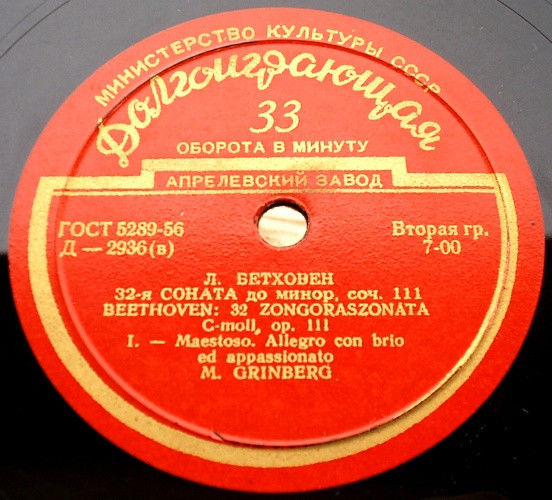 МИНИСТЕРСТВО КУЛЬТУРЫ СССР
Долгоиграющая
33
ОБОРОТА В МИНУТУ
АПРЕЛЕВСКИЙ ЗАВОД
ГОСТ 5289-56
Д — 2936(в)
Вторая гр.
7-00
Л. БЕТХОВЕН
32-я СОНАТА до минор, соч. 111
BEETHOVEN: 32 ZONGORASZONATA
C-moll, op. 111
I. — Maestoso. Allegro con brio
ed appassionato
M. GRINBERG